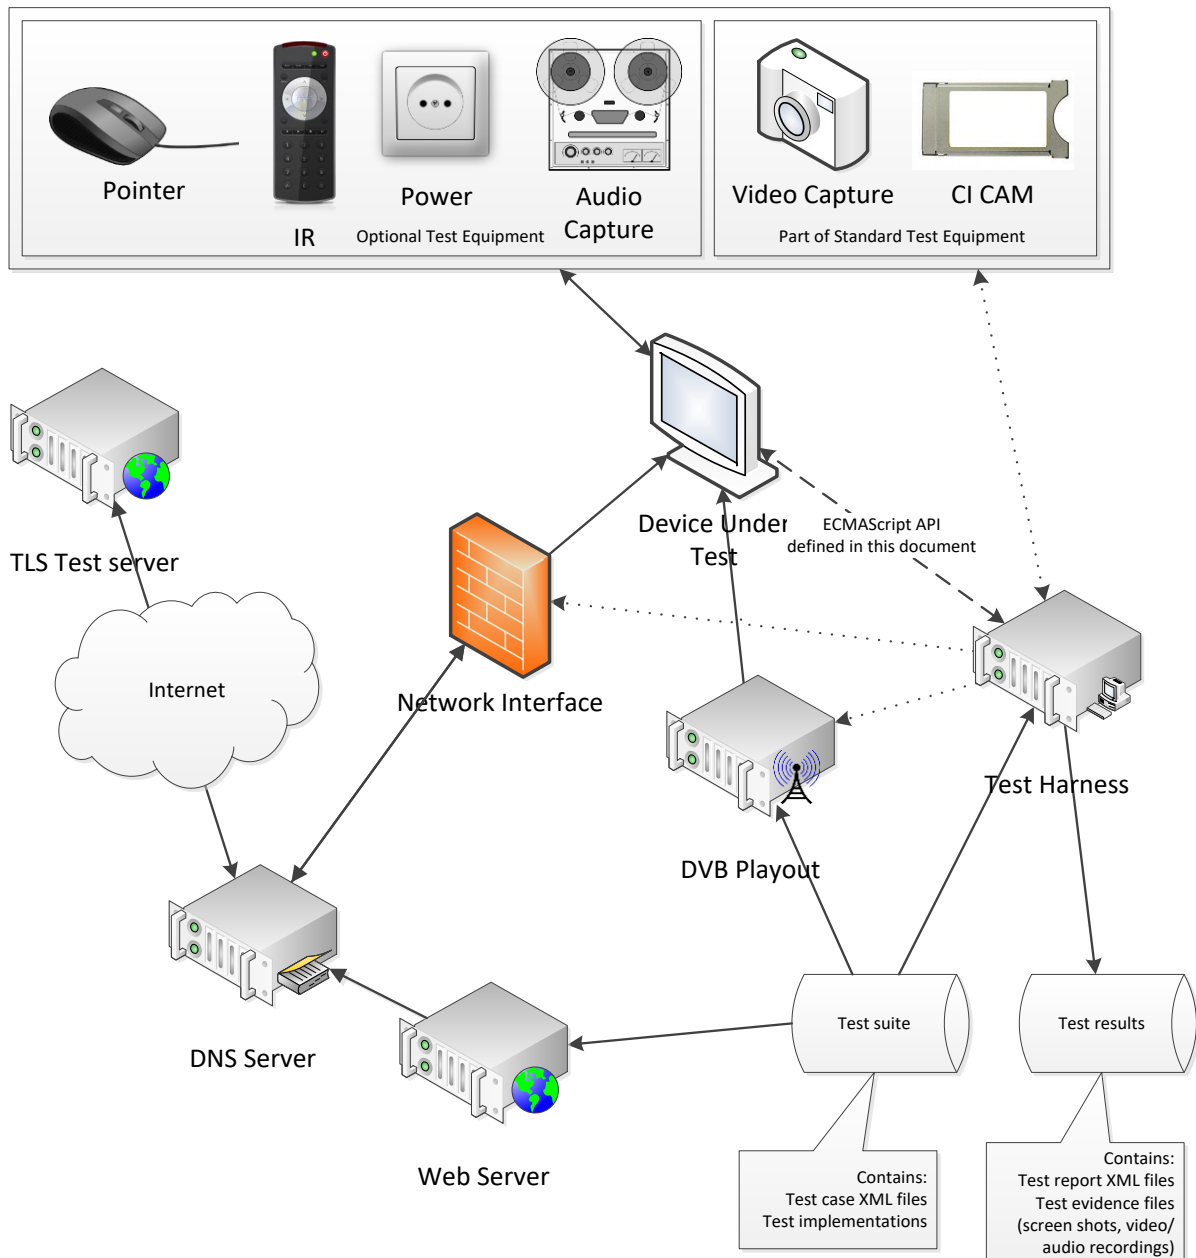 Pointer
IR
Power
Audio
Capture
Optional Test Equipment
Video Capture
CI CAM
Part of Standard Test Equipment
TLS Test server
Device Under
Test
ECMAScript API
defined in this document
Internet
Network Interface
Test Harness
DVB Playout
DNS Server
Test suite
Test results
Web Server
Contains:
Test case XML files
Test implementations
Contains:
Test report XML files
Test evidence files
(screen shots, video/
audio recordings)